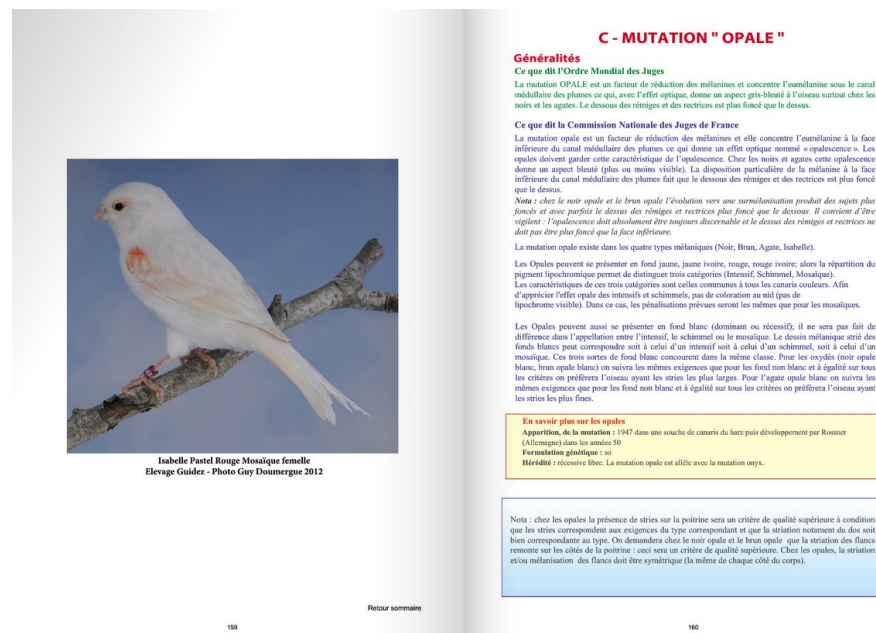 Isabelle Pastel Rouge Mosaïque femelle
Elevage Guidez - Photo Guy Doumergue 2012
Retour sommaire
159
C - MUTATION " OPALE "
Généralités
Ce que dit l'Ordre Mondial des Juges
La mutation OPALE est un facteur de réduction des mélanines et concentre l'eumélanine sous le canal
médullaire des plumes ce qui, avec l'effet optique, donne un aspect gris-bleuté à l'oiseau surtout chez les
noirs et les agates. Le dessous des rémiges et des rectrices est plus foncé que le dessus.
Ce que dit la Commission Nationale des Juges de France
La mutation opale est un facteur de réduction des mélanines et elle concentre l'eumélanine à la face
inférieure du canal médullaire des plumes ce qui donne un effet optique nommé « opalescence ». Les
opales doivent garder cette caractéristique de l'opalescence. Chez les noirs et agates cette opalescence
donne un aspect bleuté (plus ou moins visible). La disposition particulière de la mélanine à la face
inférieure du canal médullaire des plumes fait que le dessous des rémiges et des rectrices est plus foncé
que le dessus.
Nota : chez le noir opale et le brun opale l'évolution vers une surmélanisation produit des sujets plus
foncés et avec parfois le dessus des rémiges et rectrices plus foncé que le dessous. Il convient d'être
vigilent : l'opalescence doit absolument être toujours discernable et le dessus des rémiges et rectrices ne
doit pas être plus foncé que la face inférieure.
La mutation opale existe dans les quatre types mélaniques (Noir, Brun, Agate, Isabelle).
Les Opales peuvent se présenter en fond jaune, jaune ivoire, rouge, rouge ivoire; alors la répartition du
pigment lipochromique permet de distinguer trois catégories (Intensif, Schimmel, Mosaïque).
Les caractéristiques de ces trois catégories sont celles communes à tous les canaris couleurs. Afin
d'apprécier l'effet opale des intensifs et schimmels, pas de coloration au nid (pas de
lipochrome visible). Dans ce cas, les pénalisations prévues seront les mêmes que pour les mosaïques.
Les Opales peuvent aussi se présenter en fond blanc (dominant ou récessif); il ne sera pas fait de
différence dans l'appellation entre l'intensif, le schimmel ou le mosaïque. Le dessin mélanique strié des
fonds blancs peut correspondre soit à celui d'un intensif soit à celui d'un schimmel, soit à celui d'un
mosaïque. Ces trois sortes de fond blanc concourent dans la même classe. Pour les oxydés (noir opale
blanc, brun opale blanc) on suivra les mêmes exigences que pour les fond non blanc et à égalité sur tous
les critères on préférera l'oiseau ayant les stries les plus larges. Pour l'agate opale blanc on suivra les
mêmes exigences que pour les fond non blanc et à égalité sur tous les critères on préférera l'oiseau ayant
les stries les plus fines.
En savoir plus sur les opales
Apparition, de la mutation : 1947 dans une souche de canaris du harz puis développement par Rossner
(Allemagne) dans les années 50
Formulation génétique : so
Hérédité : récessive libre. La mutation opale est allèle avec la mutation onyx.
Nota : chez les opales la présence de stries sur la poitrine sera un critère de qualité supérieure à condition
que les stries correspondent aux exigences du type correspondant et que la striation notament du dos soit
bien correspondante au type. On demandera chez le noir opale et le brun opale que la striation des flancs
remonte sur les côtés de la poitrine : ceci sera un critère de qualité supérieure. Chez les opales, la striation
et/ou mélanisation des flancs doit être symétrique (la même de chaque côté du corps).
160